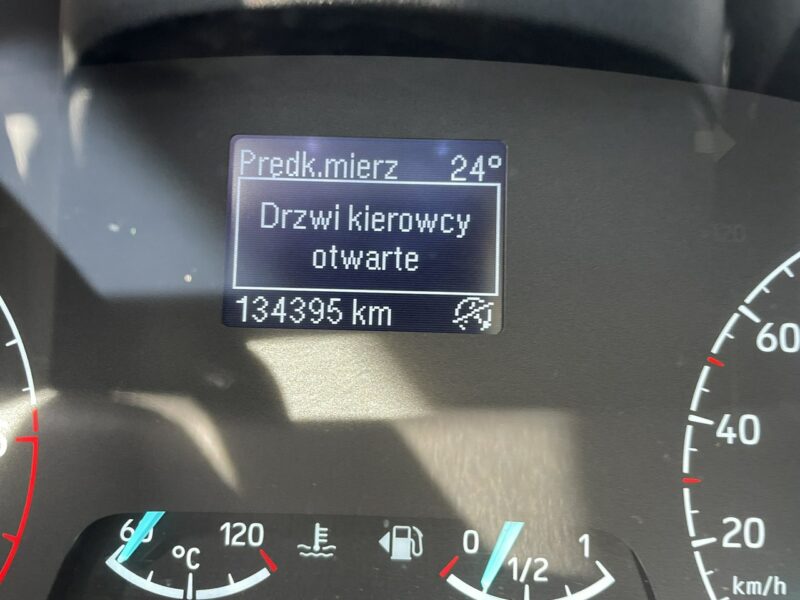 Prędk.mierz 24°
Drzwi kierowcy
otwarte
134395 km
60
40
20
km/h
60 °C 120
0 1/2 1